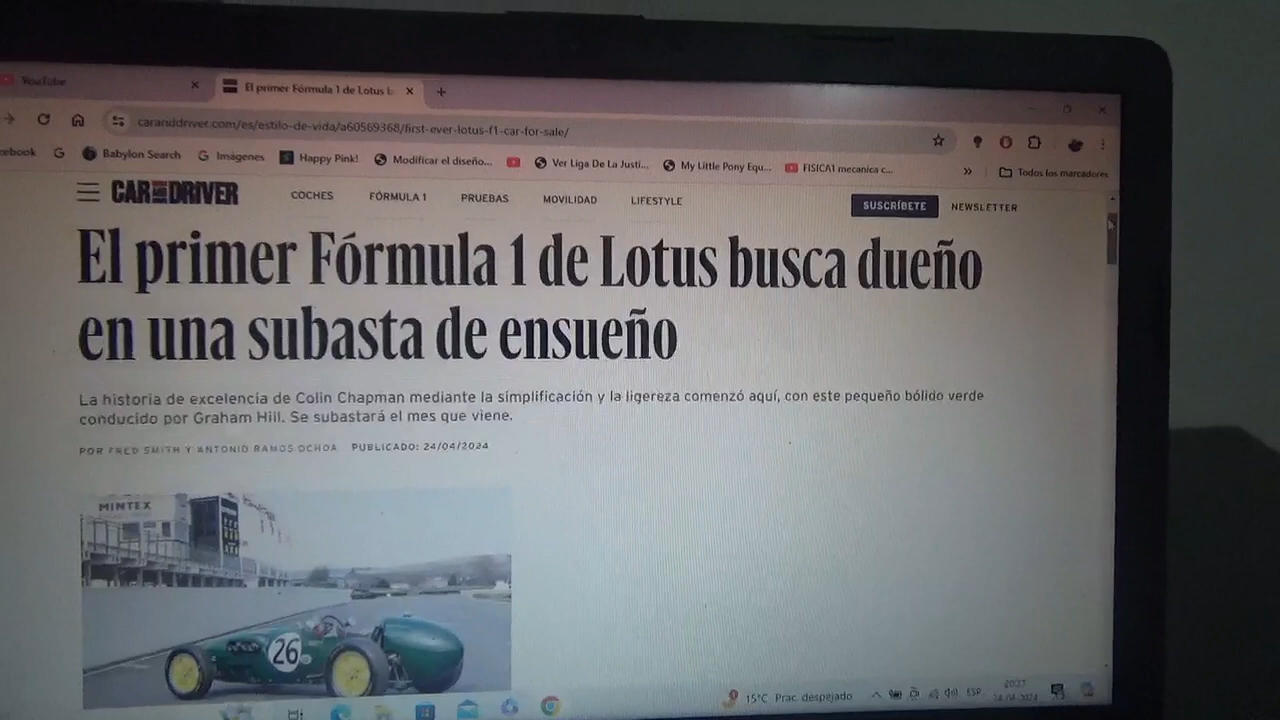 YouTube
El primer Fórmula 1 de Lotus b
caranddriver.com/es/estilo-de-vida/a60569368/first-ever-lotus-f1-car-for-sale/
cebook
Babylon Search
Imágenes
Happy Pink!
Modificar el diseño...
Ver Liga De La Justi...
My Little Pony Equ...
FISICA1 mecanica c...
»
Todos los marcadores
CAR AND DRIVER
COCHES
FÓRMULA 1
PRUEBAS
MOVILIDAD
LIFESTYLE
SUSCRÍBETE
NEWSLETTER
El primer Fórmula 1 de Lotus busca dueño
en una subasta de ensueño
La historia de excelencia de Colin Chapman mediante la simplificación y la ligereza comenzó aquí, con este pequeño bólido verde
conducido por Graham Hill. Se subastará el mes que viene.
POR FRED SMITH Y ANTONIO RAMOS OCHOA PUBLICADO: 24/04/2024
MINTEX
26
15°C Prac. despejado
ESP
24-04-2024